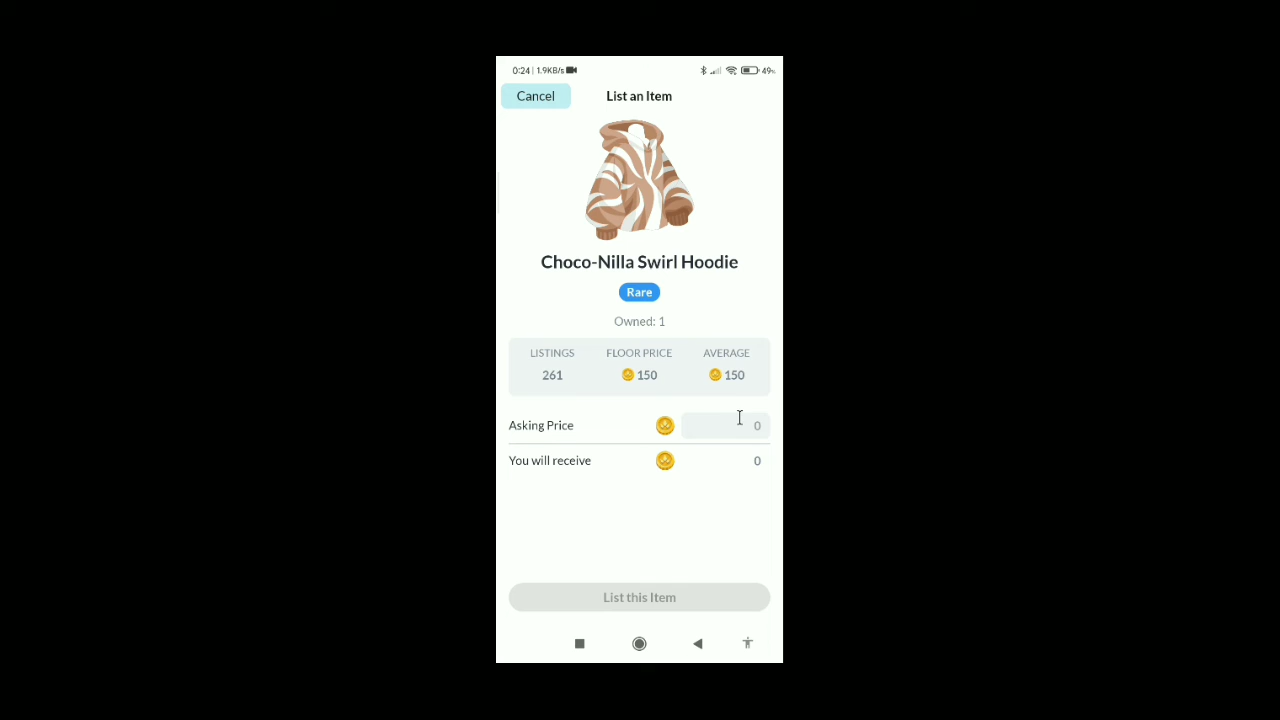 0:24 | 1.9KB/s 49%
Cancel List an Item
Choco-Nilla Swirl Hoodie
Rare
Owned: 1
LISTINGS FLOOR PRICE AVERAGE
261 150 150
Asking Price 0
You will receive 0
List this Item